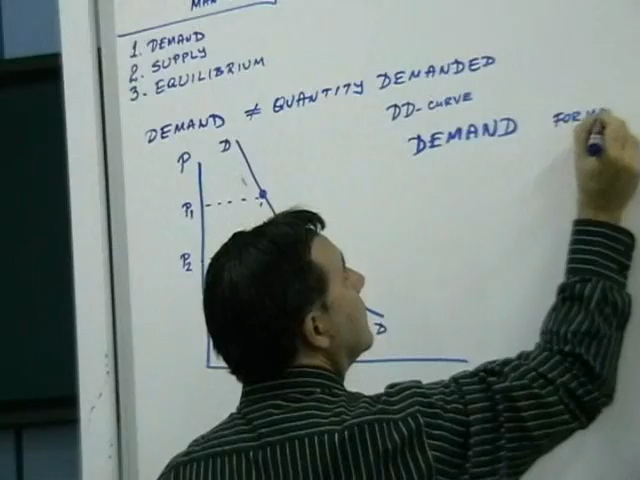 1. DEMAND
2. SUPPLY
3. EQUILIBRIUM
DEMAND ≠ QUANTITY DEMANDED
DD-CURVE
DEMAND
P
D
P1
P2
D